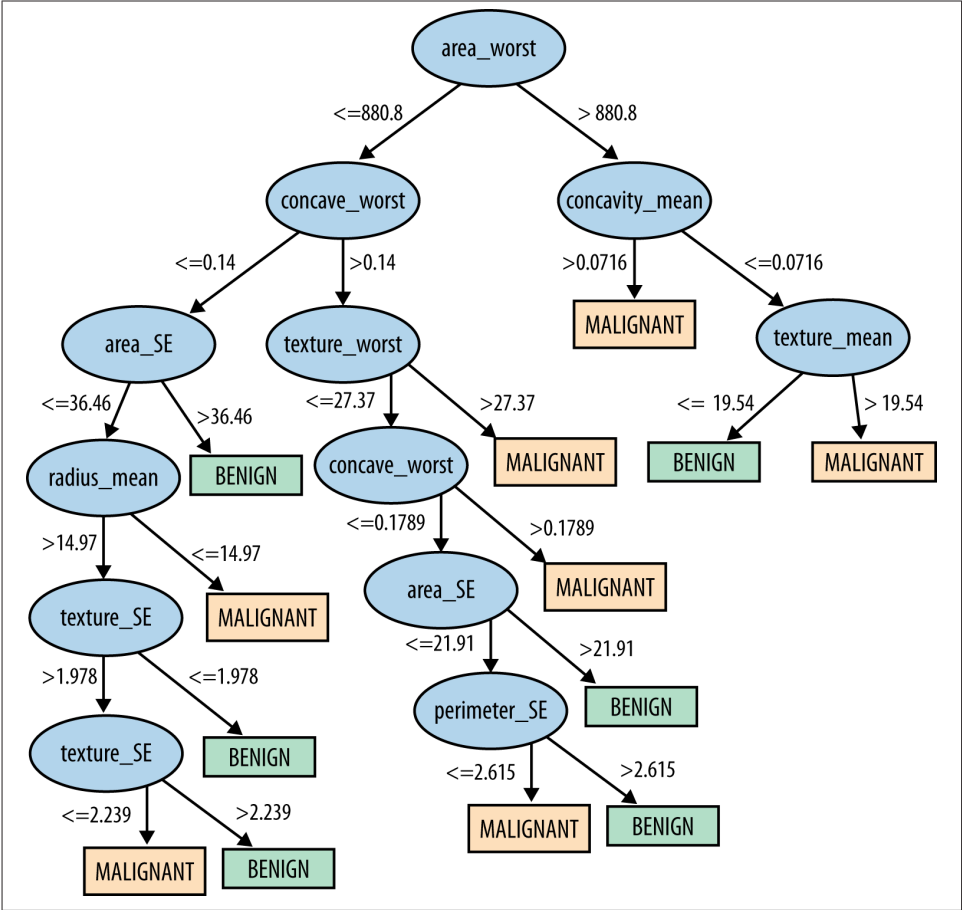 area_worst
<=880.8
> 880.8
concave_worst
concavity_mean
<=0.14
>0.14
>0.0716
<=0.0716
MALIGNANT
area_SE
texture_worst
texture_mean
<=36.46
>36.46
<=27.37
>27.37
<= 19.54
> 19.54
BENIGN
MALIGNANT
BENIGN
MALIGNANT
radius_mean
concave_worst
>14.97
<=14.97
<=0.1789
>0.1789
MALIGNANT
MALIGNANT
texture_SE
area_SE
>1.978
<=1.978
<=21.91
>21.91
BENIGN
BENIGN
texture_SE
perimeter_SE
<=2.239
>2.239
<=2.615
>2.615
MALIGNANT
BENIGN
MALIGNANT
BENIGN